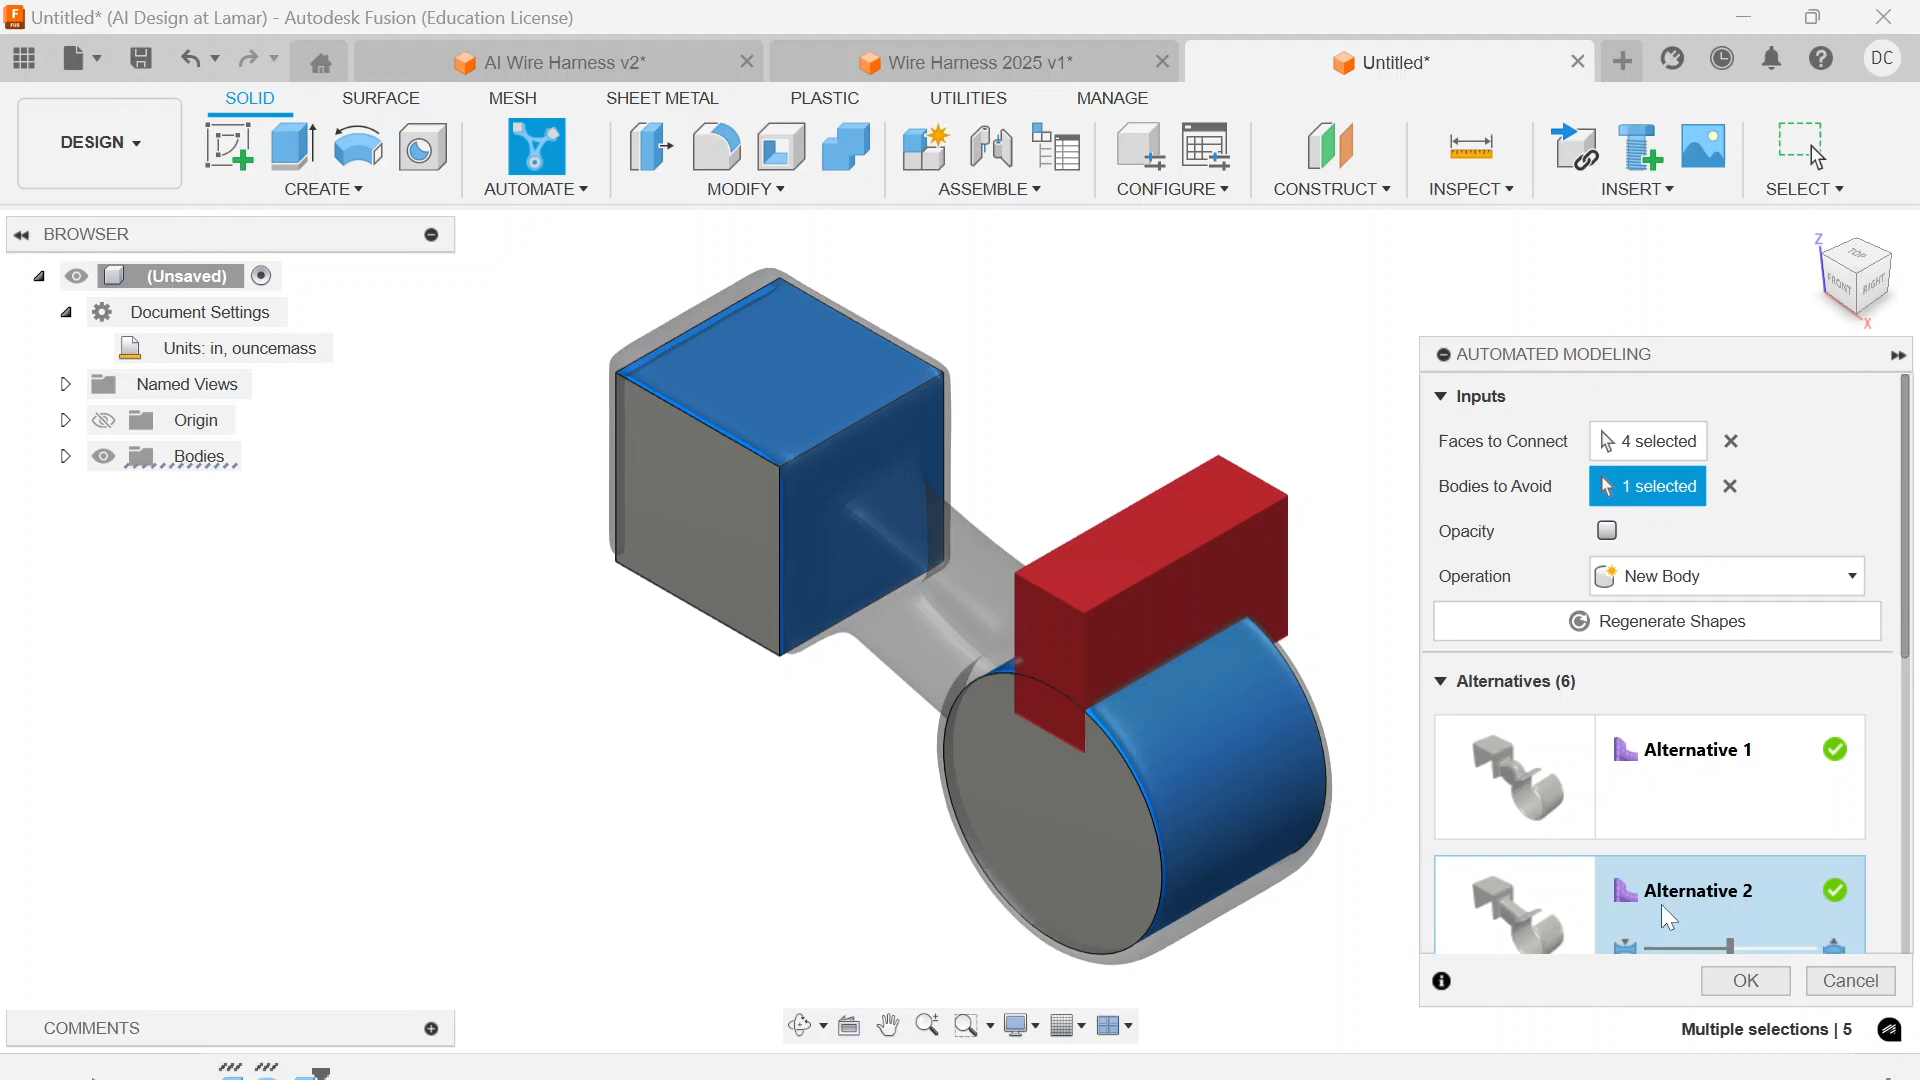 Untitled* (AI Design at Lamar) - Autodesk Fusion (Education License)
AI Wire Harness v2*
Wire Harness 2025 v1*
Untitled*
DC
DESIGN
SOLID
SURFACE
MESH
SHEET METAL
PLASTIC
UTILITIES
MANAGE
CREATE
AUTOMATE
MODIFY
ASSEMBLE
CONFIGURE
CONSTRUCT
INSPECT
INSERT
SELECT
BROWSER
(Unsaved)
Document Settings
Units: in, ouncemass
Named Views
Origin
Bodies
Z
TOP
FRONT
RIGHT
X
AUTOMATED MODELING
Inputs
Faces to Connect
4 selected
Bodies to Avoid
1 selected
Opacity
Operation
New Body
Regenerate Shapes
Alternatives (6)
Alternative 1
Alternative 2
OK
Cancel
COMMENTS
Multiple selections | 5